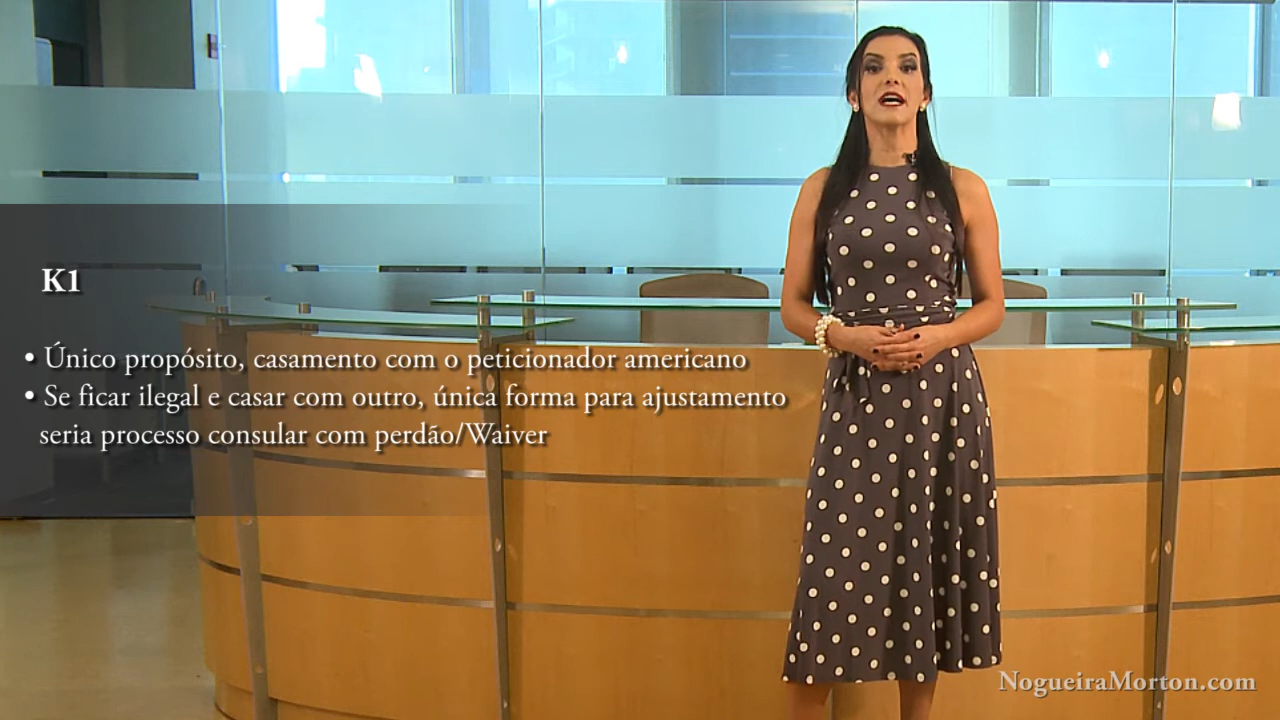 K1
• Único propósito, casamento com o peticionador americano
• Se ficar ilegal e casar com outro, única forma para ajustamento
seria processo consular com perdão/Waiver
NogueiraMorton.com